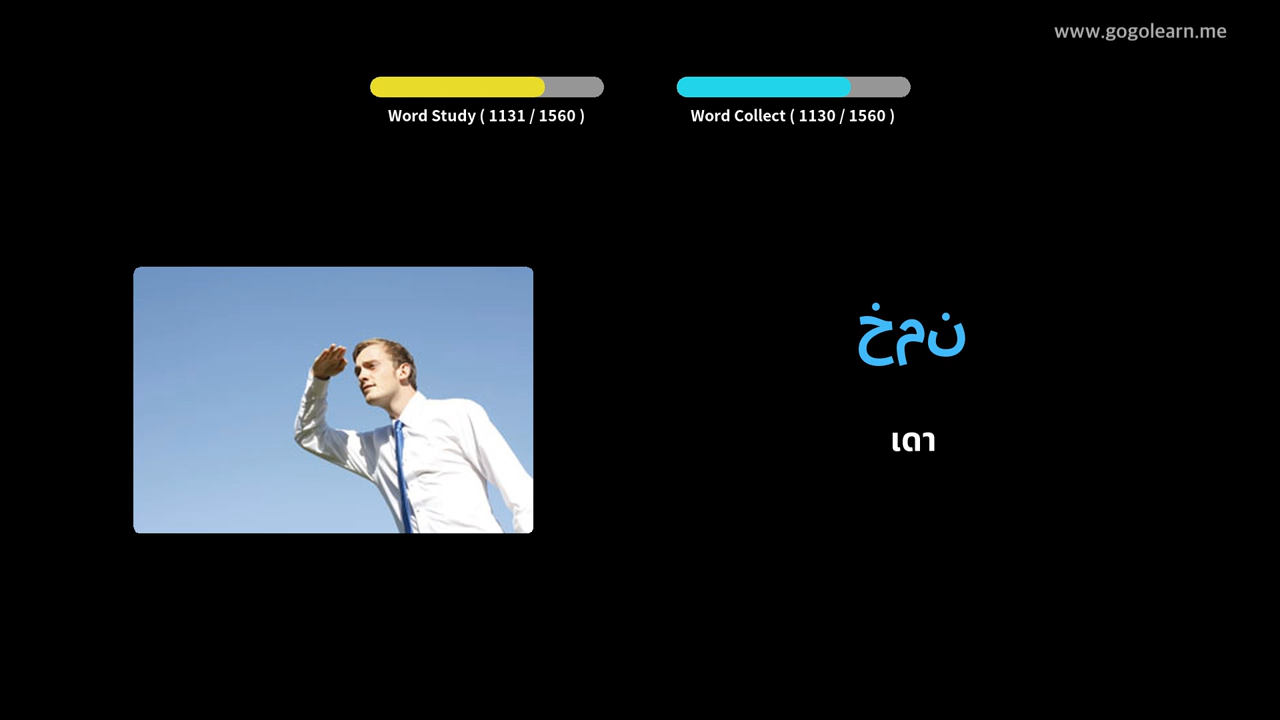 www.gogolearn.me
Word Study ( 1131 / 1560 )
Word Collect ( 1130 / 1560 )
خمن
เดา